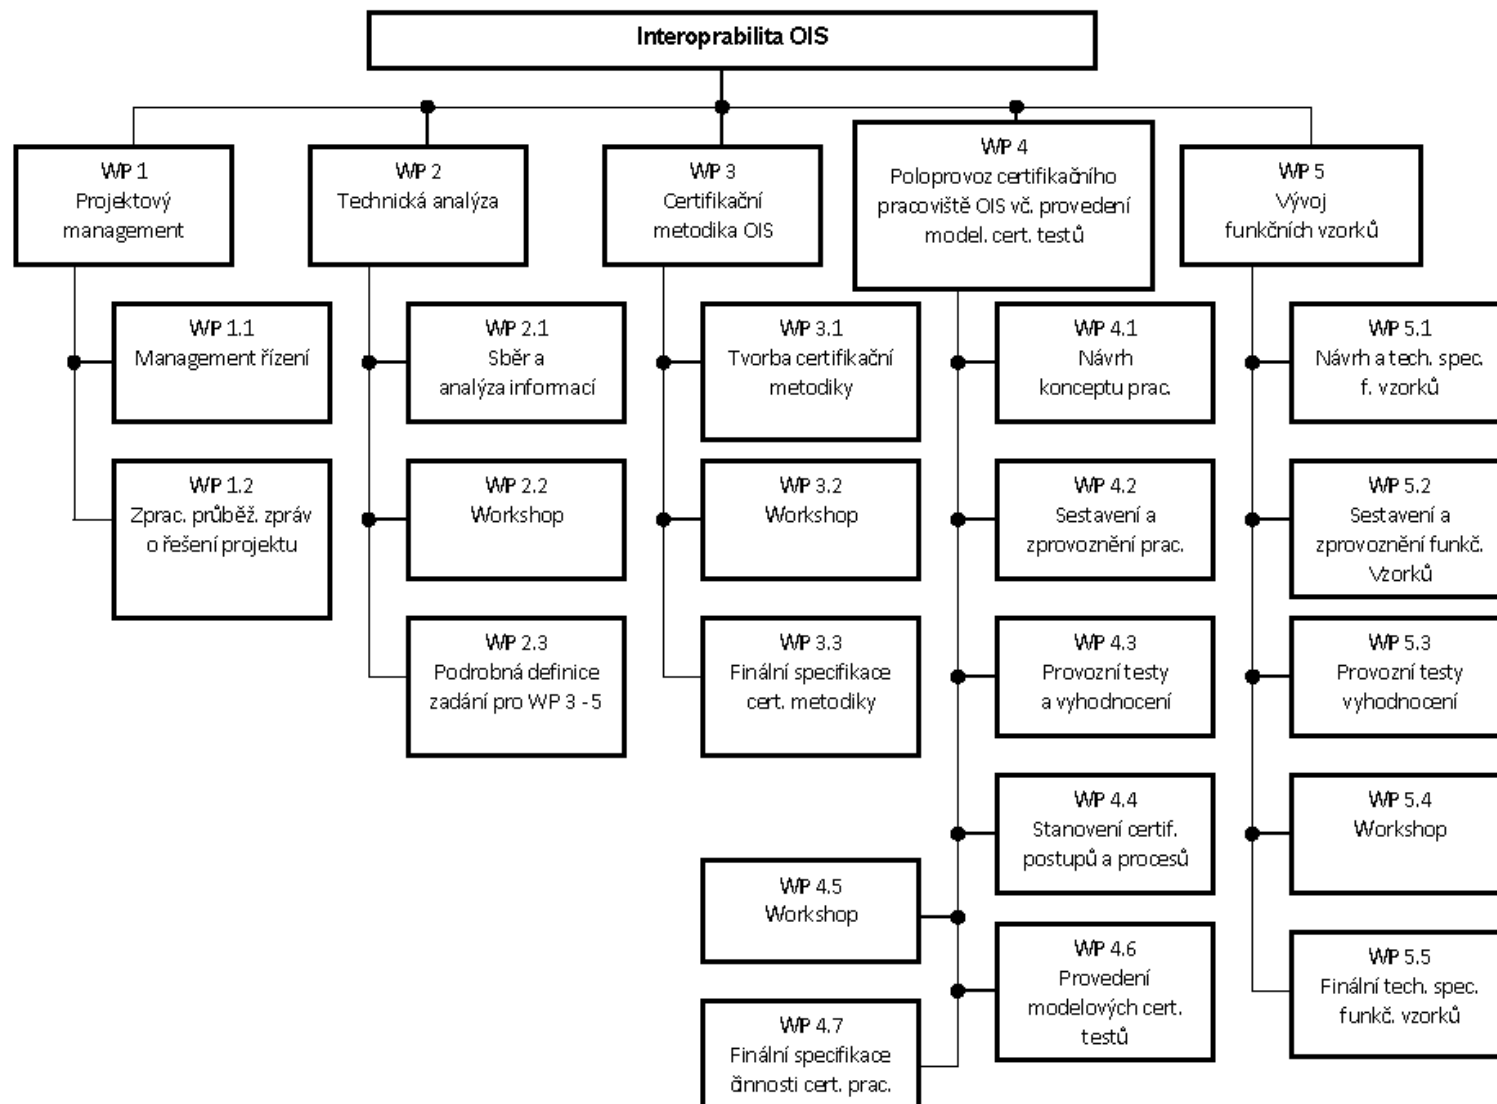 Interoprabilita OIS
WP 1
Projektový
management
WP 2
Technická analýza
WP 3
Certifikační
metodika OIS
WP 4
Poloprovoz certifikačního
pracoviště OIS vč. provedení
model. cert. testů
WP 5
Vývoj
funkčních vzorků
WP 1.1
Management řízení
WP 1.2
Zprac. průběž. zpráv
o řešení projektu
WP 2.1
Sběr a
analýza informací
WP 2.2
Workshop
WP 2.3
Podrobná definice
zadání pro WP 3 - 5
WP 3.1
Tvorba certifikační
metodiky
WP 3.2
Workshop
WP 3.3
Finální specifikace
cert. metodiky
WP 4.1
Návrh
konceptu prac.
WP 4.2
Sestavení a
zprovoznění prac.
WP 4.3
Provozní testy
a vyhodnocení
WP 4.4
Stanovení certif.
postupů a procesů
WP 4.5
Workshop
WP 4.6
Provedení
modelových cert.
testů
WP 4.7
Finální specifikace
činnosti cert. prac.
WP 5.1
Návrh a tech. spec.
f. vzorků
WP 5.2
Sestavení a
zprovoznění funkč.
Vzorků
WP 5.3
Provozní testy
vyhodnocení
WP 5.4
Workshop
WP 5.5
Finální tech. spec.
funkč. vzorků